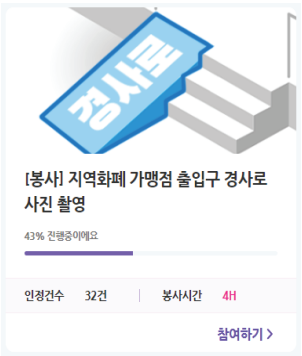 경사로
[봉사] 지역화폐 가맹점 출입구 경사로
사진 촬영
43% 진행중이에요
인정건수 32건 봉사시간 4H
참여하기 >